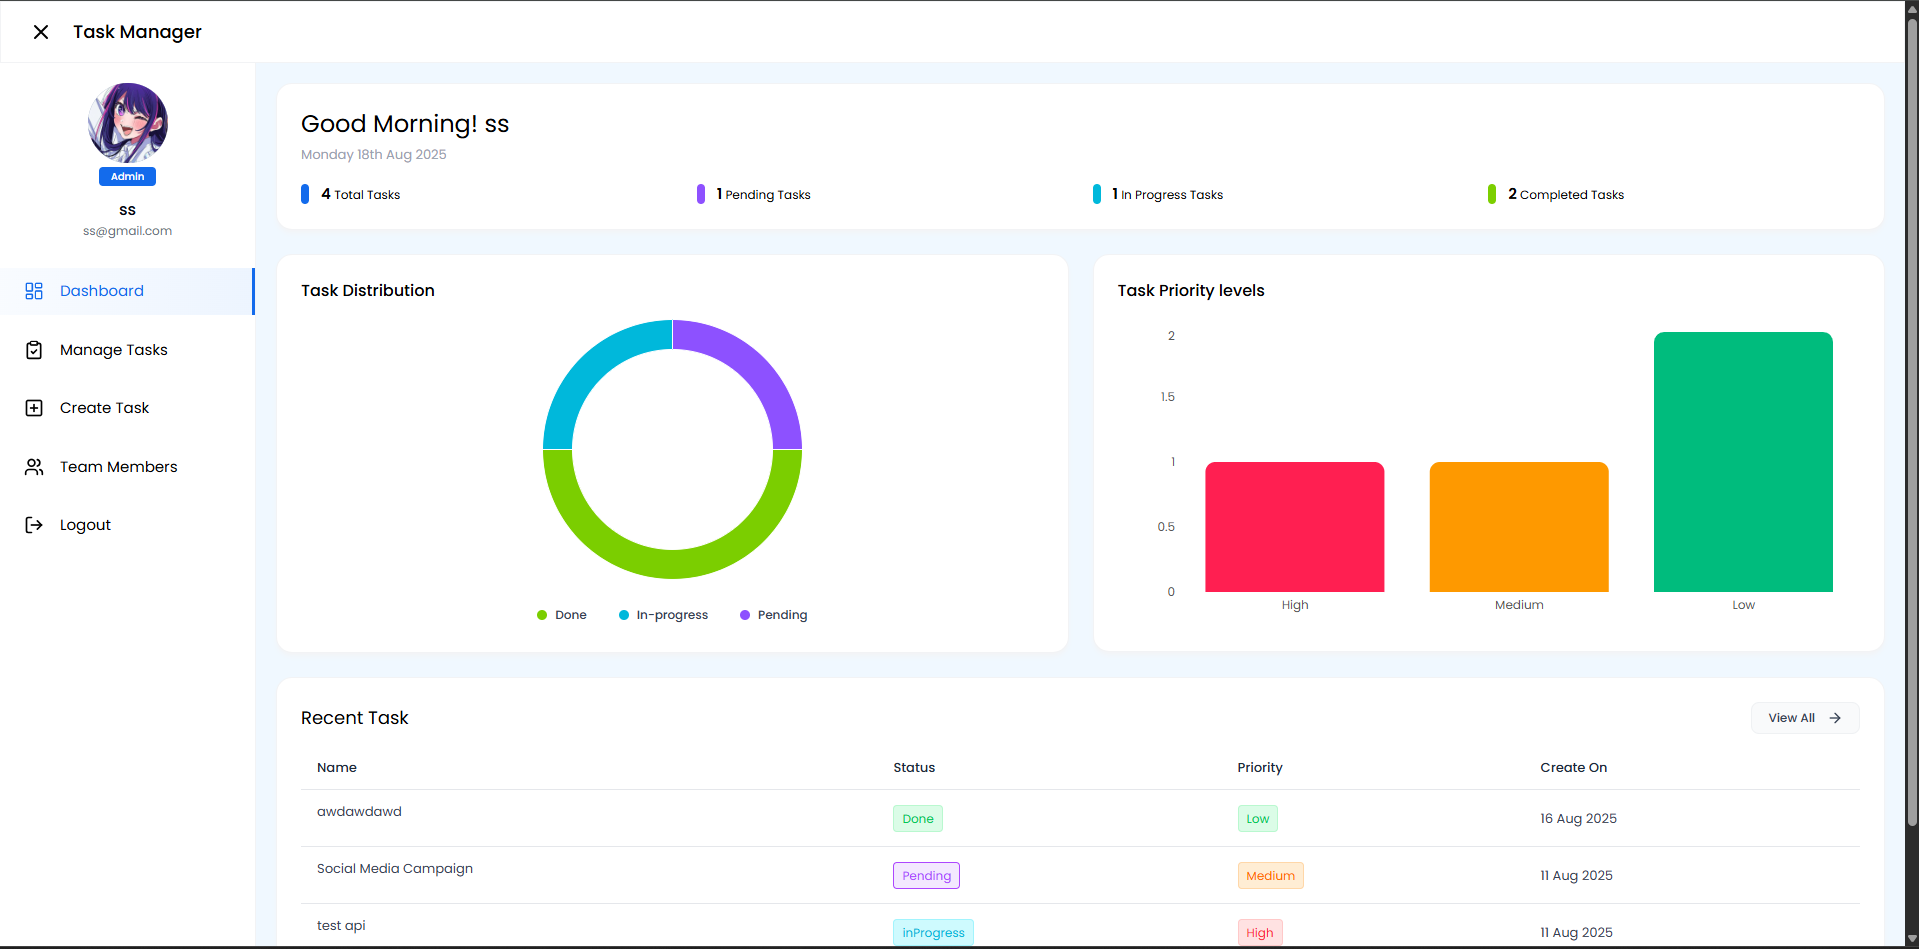 Task Manager
Admin
ss
ss@gmail.com
Dashboard
Manage Tasks
Create Task
Team Members
Logout
Good Morning! ss
Monday 18th Aug 2025
4 Total Tasks
1 Pending Tasks
1 In Progress Tasks
2 Completed Tasks
Task Distribution
Done
In-progress
Pending
Task Priority levels
2
1.5
1
0.5
0
High
Medium
Low
Recent Task
View All
Name Status Priority Create On
awdawdawd Done Low 16 Aug 2025
Social Media Campaign Pending Medium 11 Aug 2025
test api inProgress High 11 Aug 2025